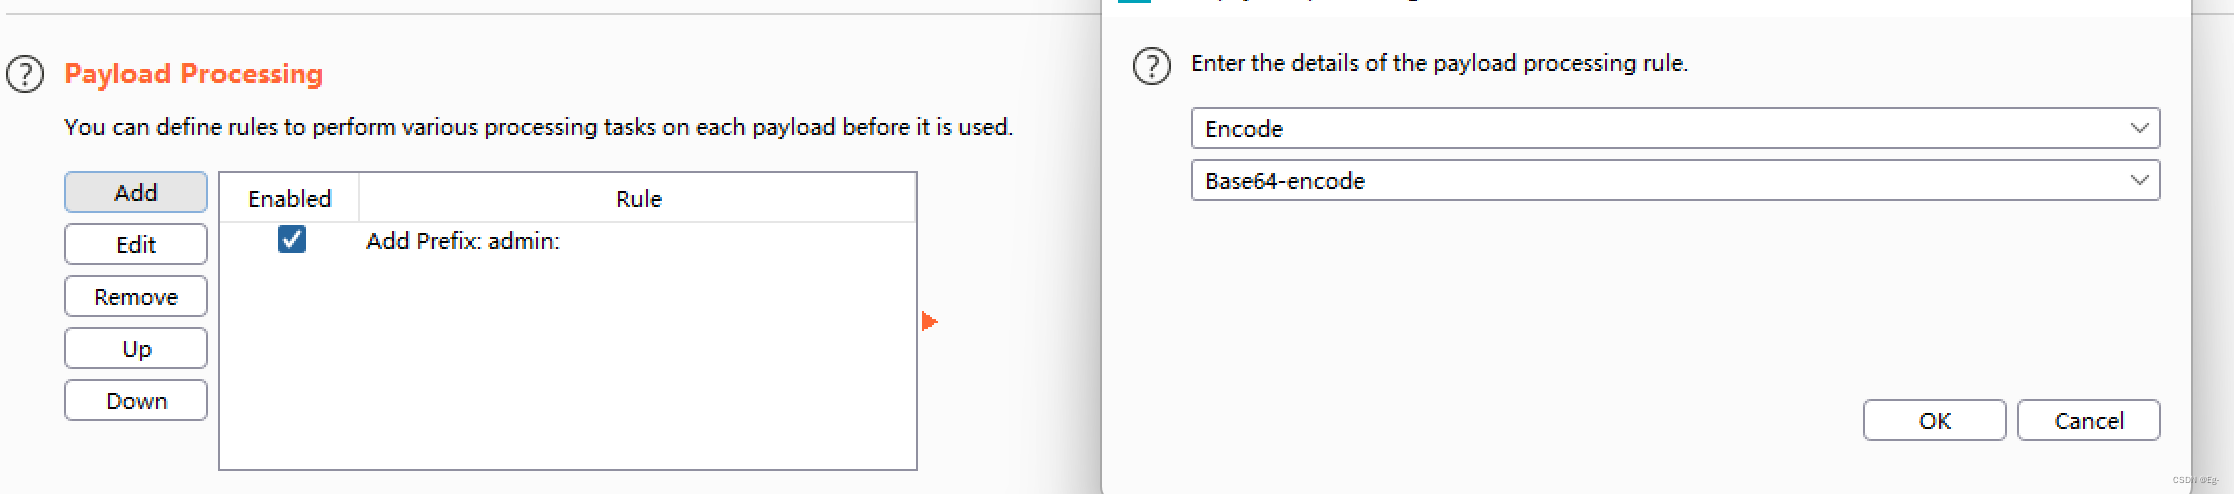 Payload Processing
You can define rules to perform various processing tasks on each payload before it is used.
Add
Edit
Remove
Up
Down
Enabled Rule
Add Prefix: admin:
Enter the details of the payload processing rule.
Encode
Base64-encode
OK Cancel
CSDN @Eg-